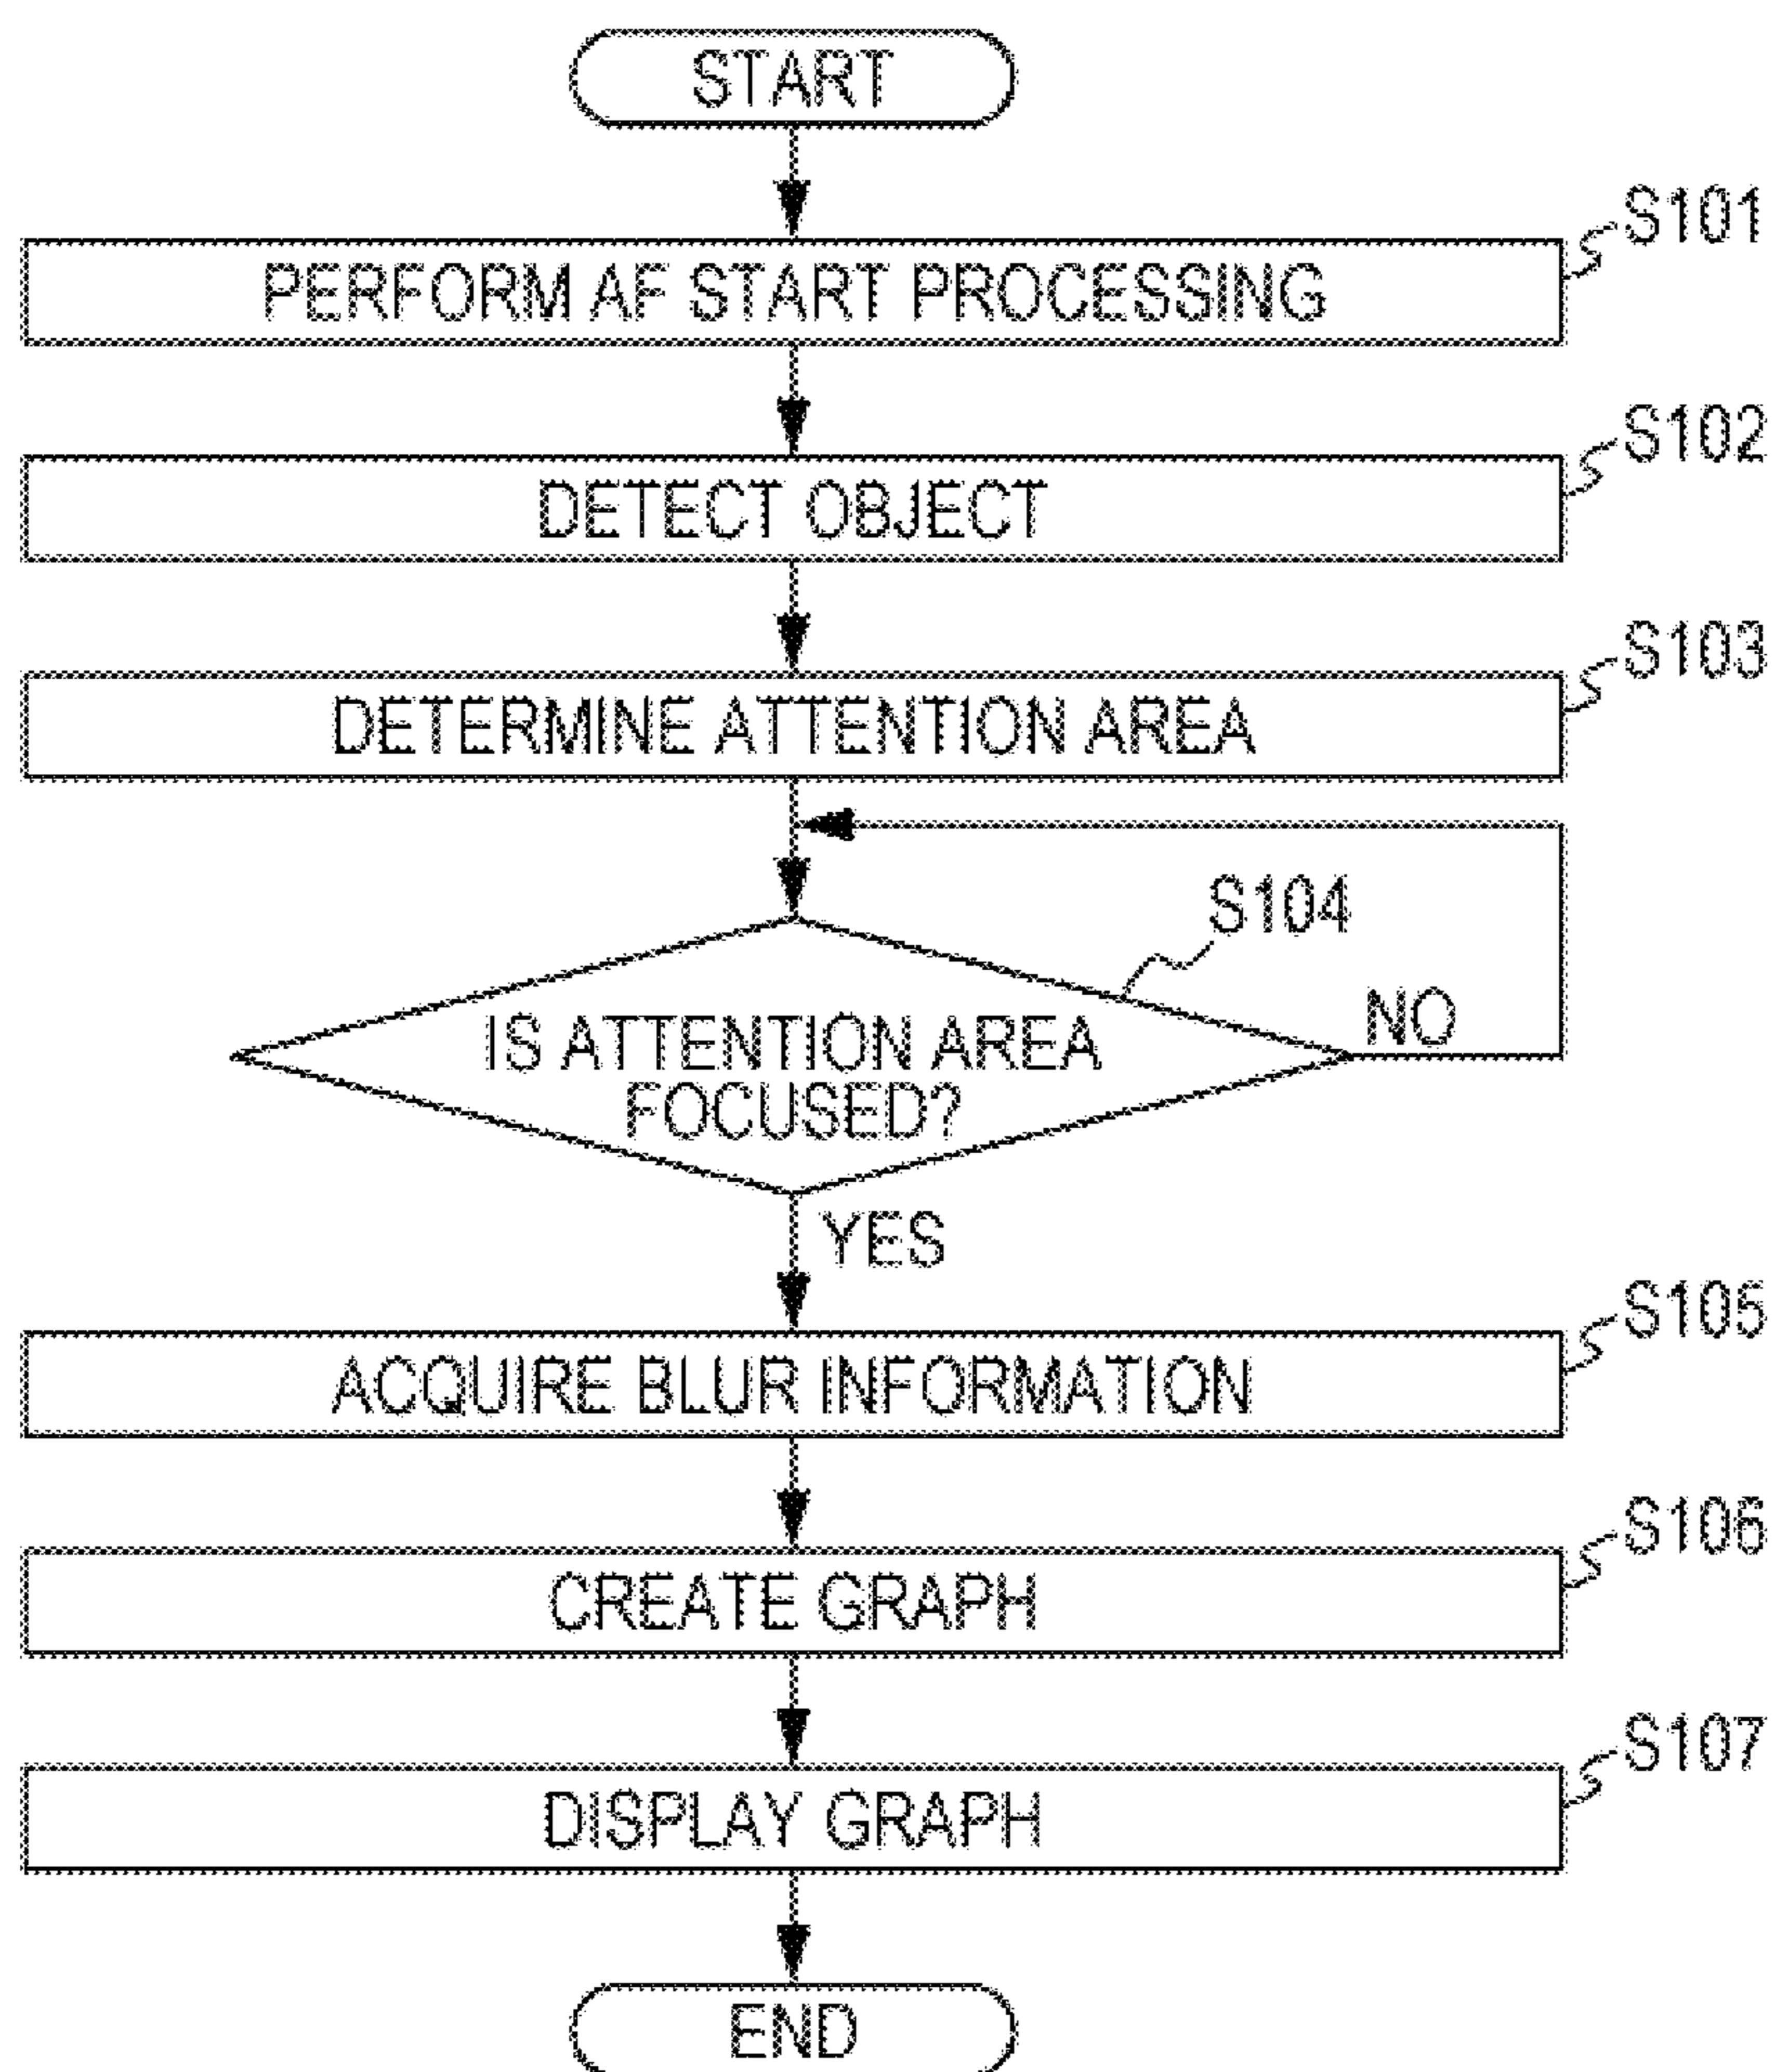 START
S101
PERFORM AF START PROCESSING
S102
DETECT OBJECT
S103
DETERMINE ATTENTION AREA
S104
NO
IS ATTENTION AREA
FOCUSED?
YES
S105
ACQUIRE BLUR INFORMATION
S106
CREATE GRAPH
S107
DISPLAY GRAPH
END